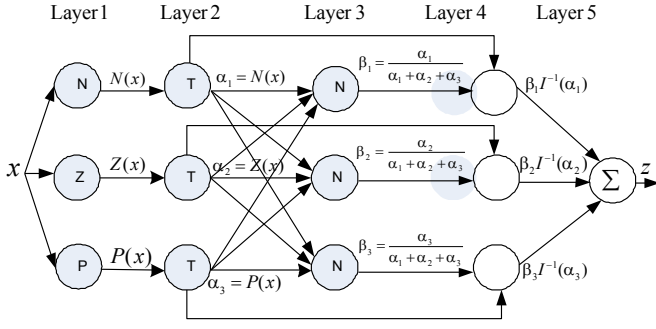 Layer 1 Layer 2 Layer 3 Layer 4 Layer 5
N N(x) T α₁ = N(x) N β₁ = α₁ / (α₁ + α₂ + α₃) β₁I⁻¹(α₁)
x Z Z(x) T α₂ = Z(x) N β₂ = α₂ / (α₁ + α₂ + α₃) β₂I⁻¹(α₂) Σ z
P P(x) T α₃ = P(x) N β₃ = α₃ / (α₁ + α₂ + α₃) β₃I⁻¹(α₃)